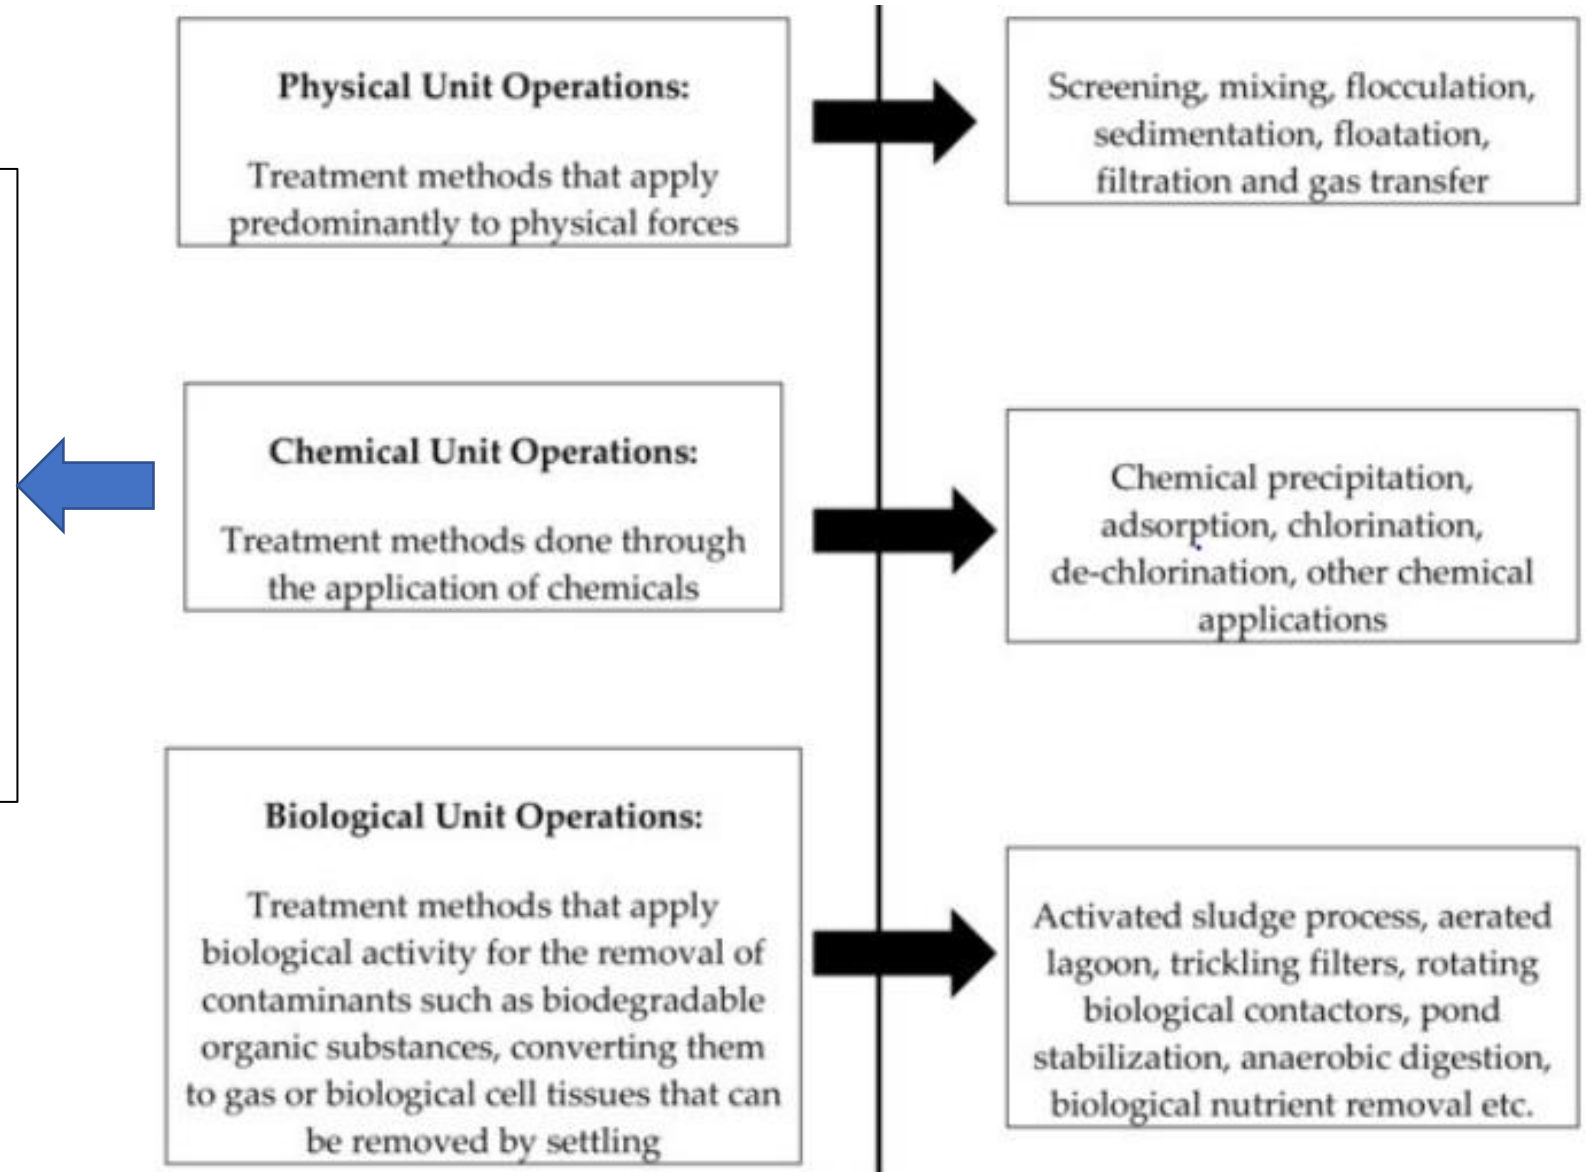 Physical Unit Operations:
Treatment methods that apply
predominantly to physical forces
Screening, mixing, flocculation,
sedimentation, floatation,
filtration and gas transfer
Chemical Unit Operations:
Treatment methods done through
the application of chemicals
Chemical precipitation,
adsorption, chlorination,
de-chlorination, other chemical
applications
Biological Unit Operations:
Treatment methods that apply
biological activity for the removal of
contaminants such as biodegradable
organic substances, converting them
to gas or biological cell tissues that can
be removed by settling
Activated sludge process, aerated
lagoon, trickling filters, rotating
biological contactors, pond
stabilization, anaerobic digestion,
biological nutrient removal etc.